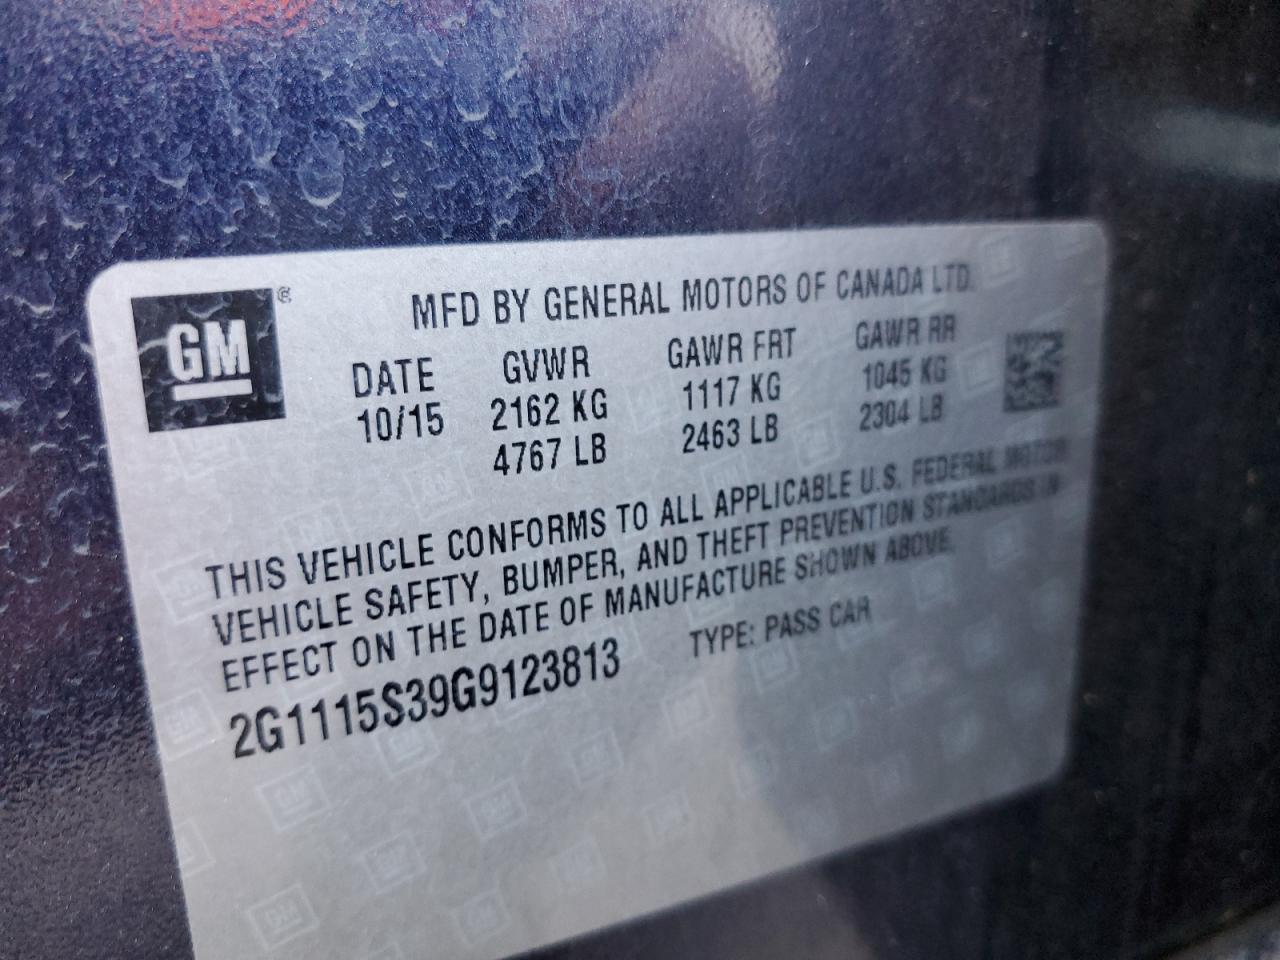 GM
MFD BY GENERAL MOTORS OF CANADA LTD.
DATE GVWR GAWR FRT GAWR RR
10/15 2162 KG 1117 KG 1045 KG
4767 LB 2463 LB 2304 LB
THIS VEHICLE CONFORMS TO ALL APPLICABLE U.S. FEDERAL MOTOR
VEHICLE SAFETY, BUMPER, AND THEFT PREVENTION STANDARDS IN
EFFECT ON THE DATE OF MANUFACTURE SHOWN ABOVE.
2G1115S39G9123813 TYPE: PASS CAR